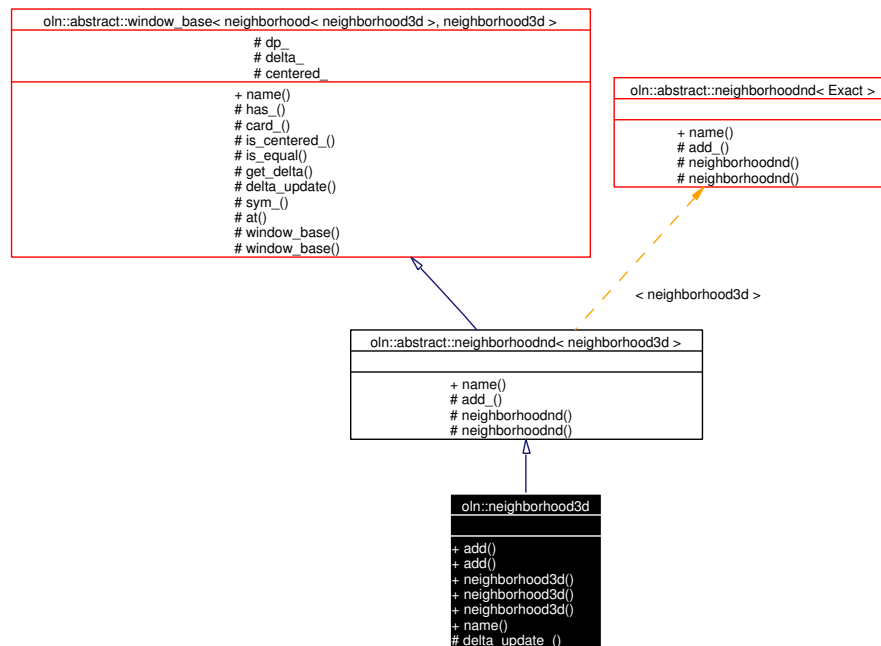 oln::abstract::window_base< neighborhood< neighborhood3d >, neighborhood3d >
# dp_
# delta_
# centered_
+ name()
# has_()
# card_()
# is_centered_()
# is_equal()
# get_delta()
# delta_update()
# sym_()
# at()
# window_base()
# window_base()
oln::abstract::neighborhoodnd< Exact >
+ name()
# add_()
# neighborhoodnd()
# neighborhoodnd()
< neighborhood3d >
oln::abstract::neighborhoodnd< neighborhood3d >
+ name()
# add_()
# neighborhoodnd()
# neighborhoodnd()
oln::neighborhood3d
+ add()
+ add()
+ neighborhood3d()
+ neighborhood3d()
+ neighborhood3d()
+ name()
# delta_update_()